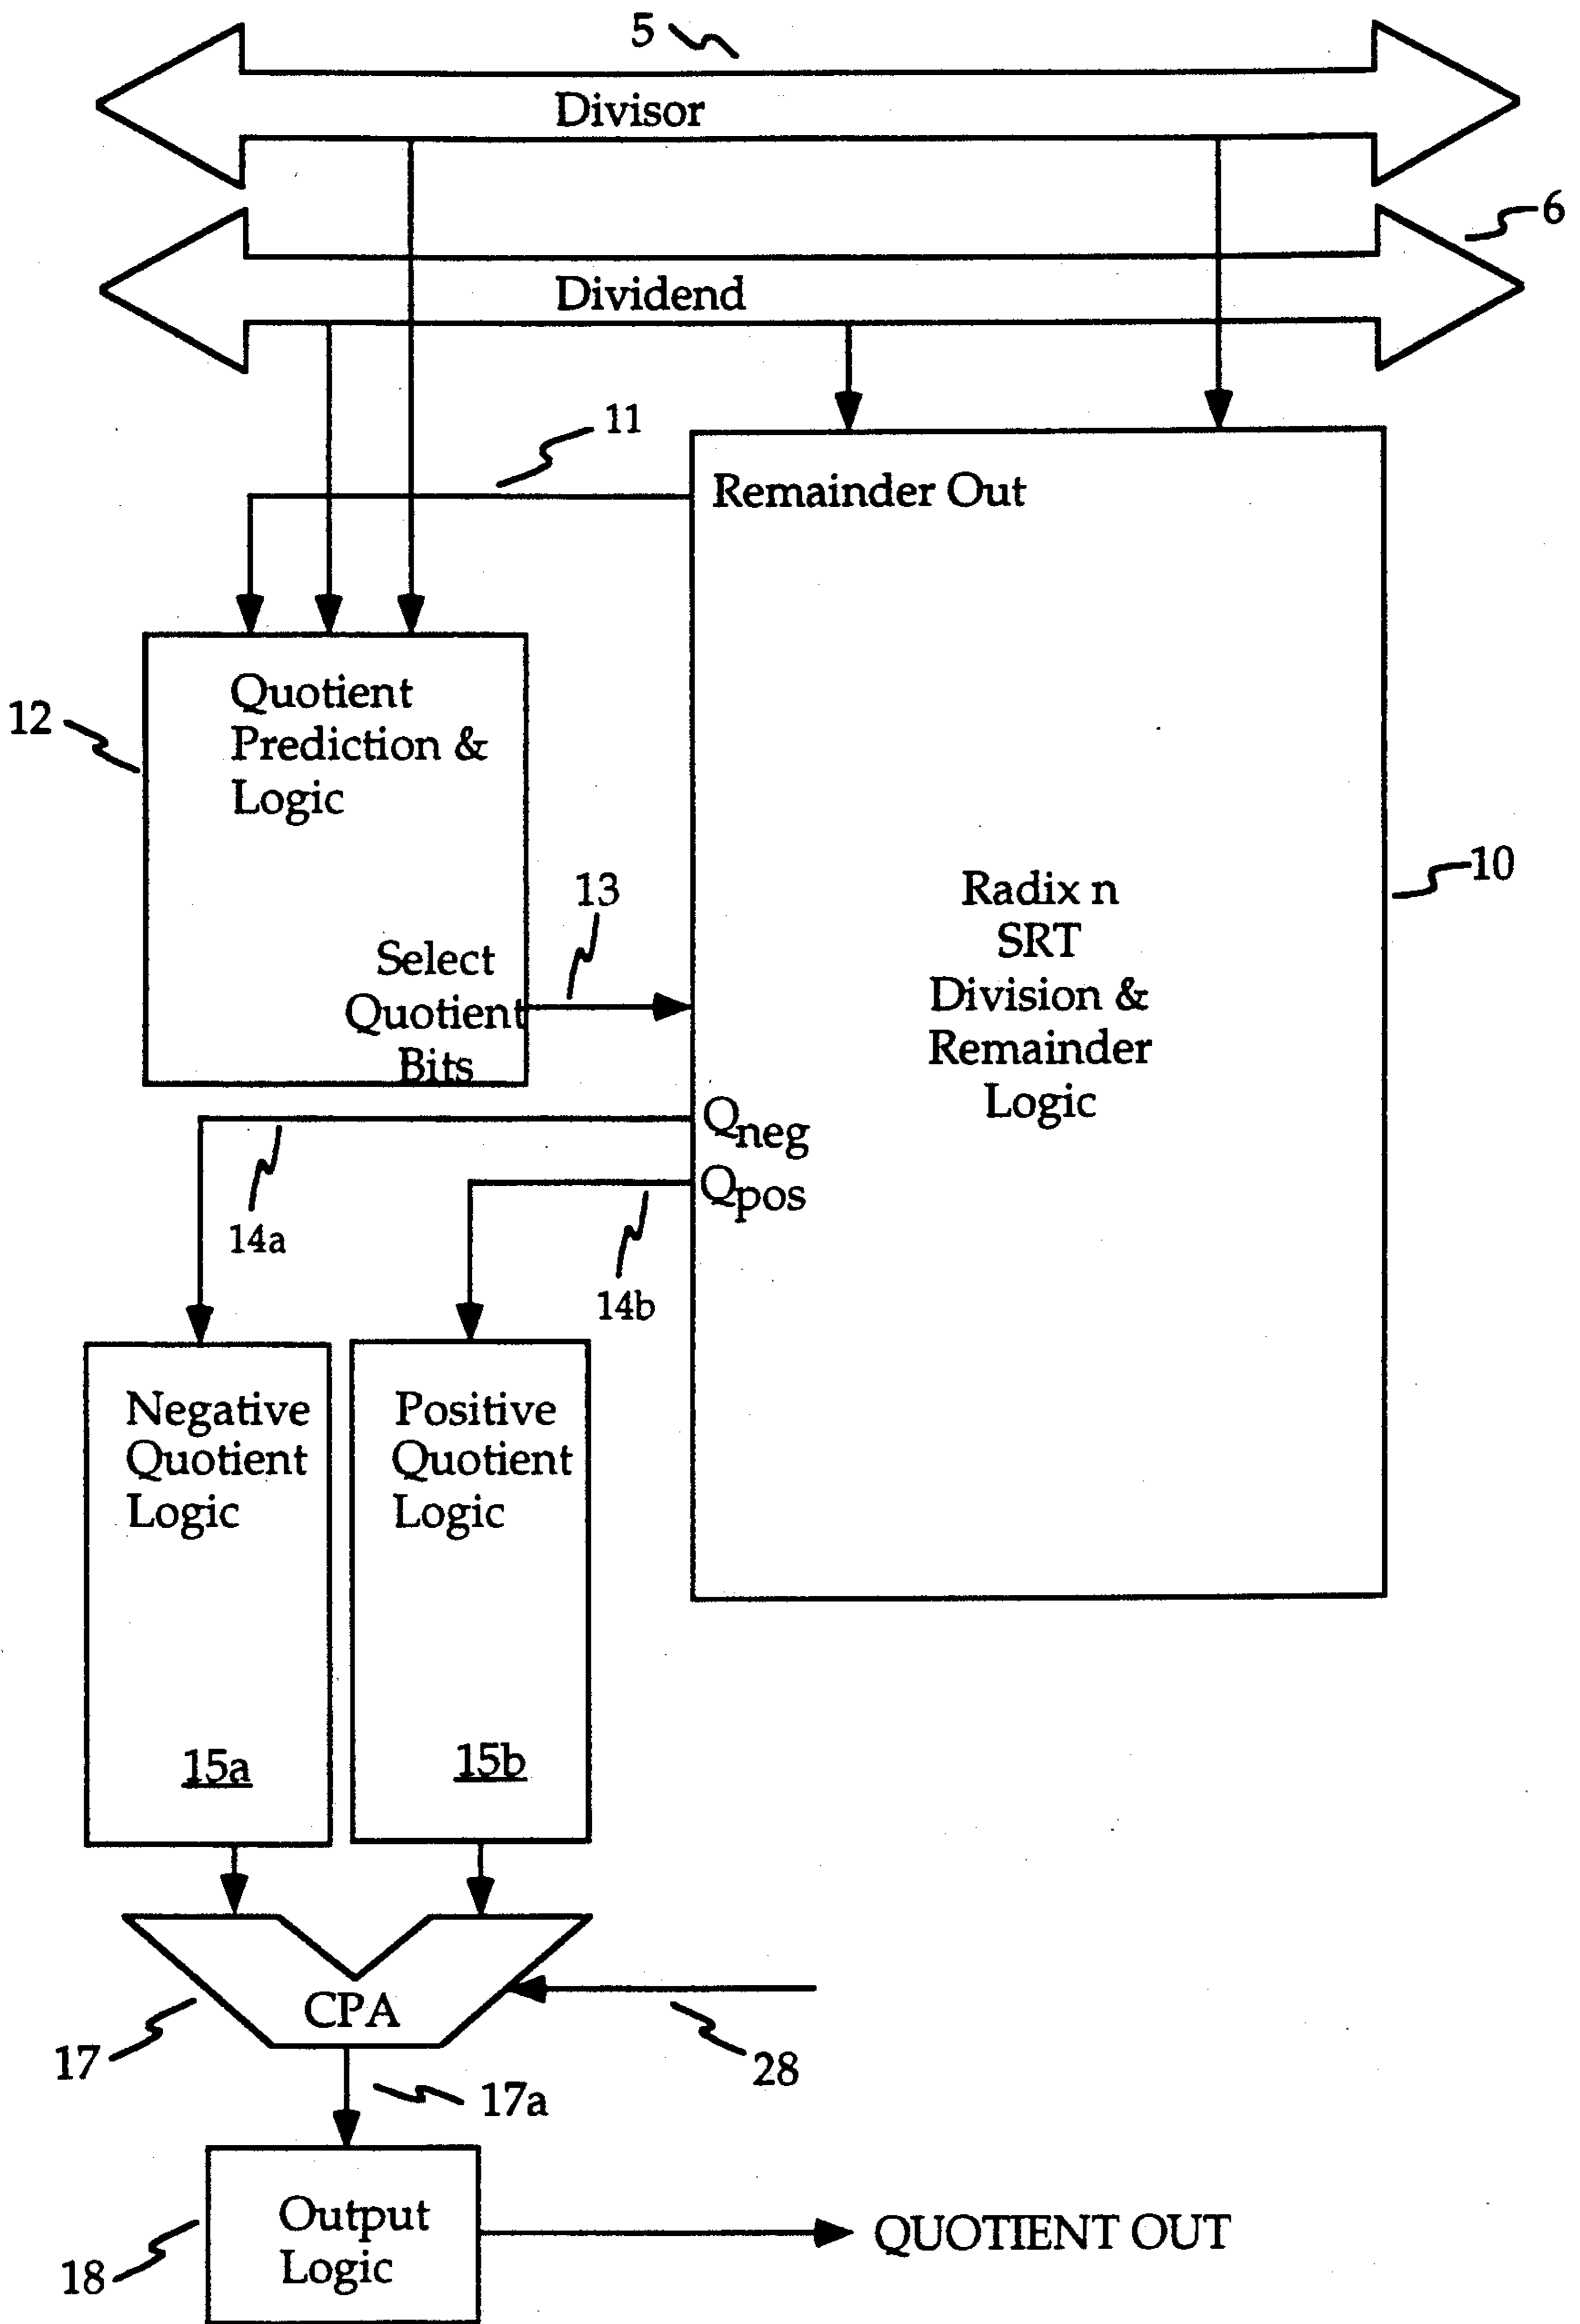 5
Divisor
6
Dividend
11
Remainder Out
12
Quotient
Prediction &
Logic
13
Select
Quotient
Bits
10
Radix n
SRT
Division &
Remainder
Logic
Qneg
Qpos
14a
14b
Negative
Quotient
Logic
15a
Positive
Quotient
Logic
15b
CPA
17
28
17a
Output
Logic
18
QUOTIENT OUT